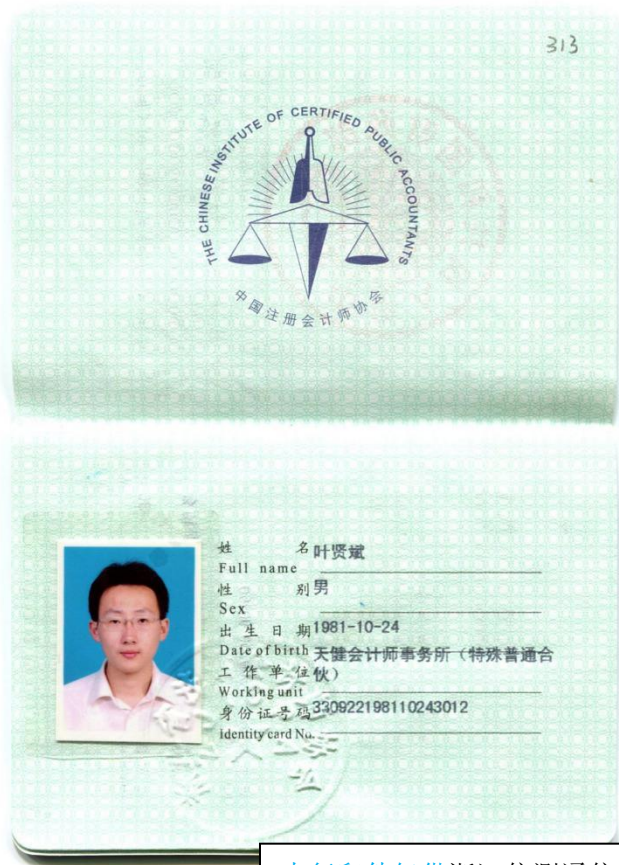 313
THE CHINESE INSTITUTE OF CERTIFIED PUBLIC ACCOUNTANTS
中国注册会计师协会
姓 名 叶贤斌
Full name
性 别 男
Sex
出生日期 1981-10-24
Date of birth
工作单位 天健会计师事务所（特殊普通合
伙）
Working unit
身份证号码 330922198110243012
identity card No.